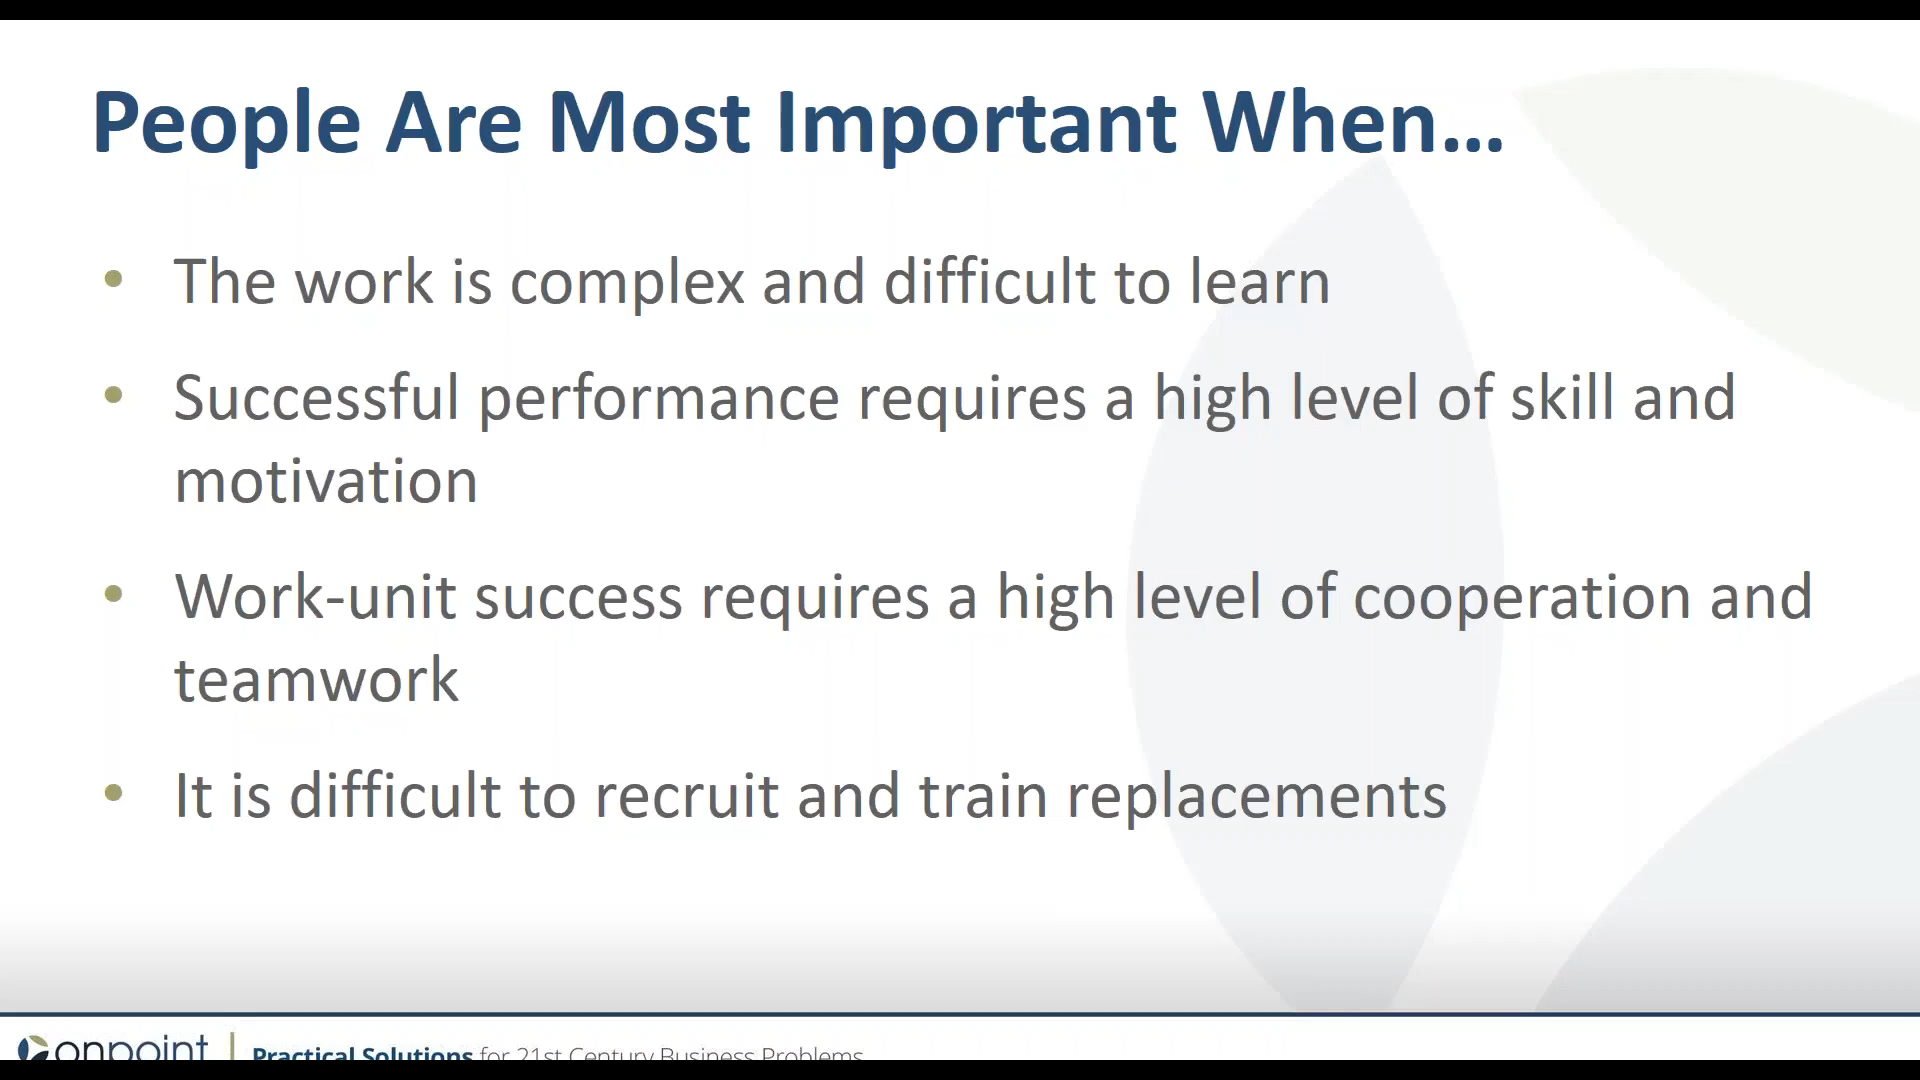 People Are Most Important When...
• The work is complex and difficult to learn
• Successful performance requires a high level of skill and
motivation
• Work-unit success requires a high level of cooperation and
teamwork
• It is difficult to recruit and train replacements
onpoint | Practical Solutions for 21st Century Business Problems